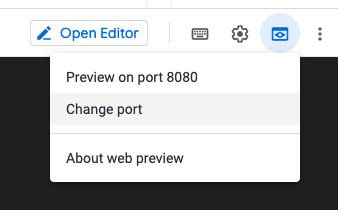 Open Editor
Preview on port 8080
Change port
About web preview